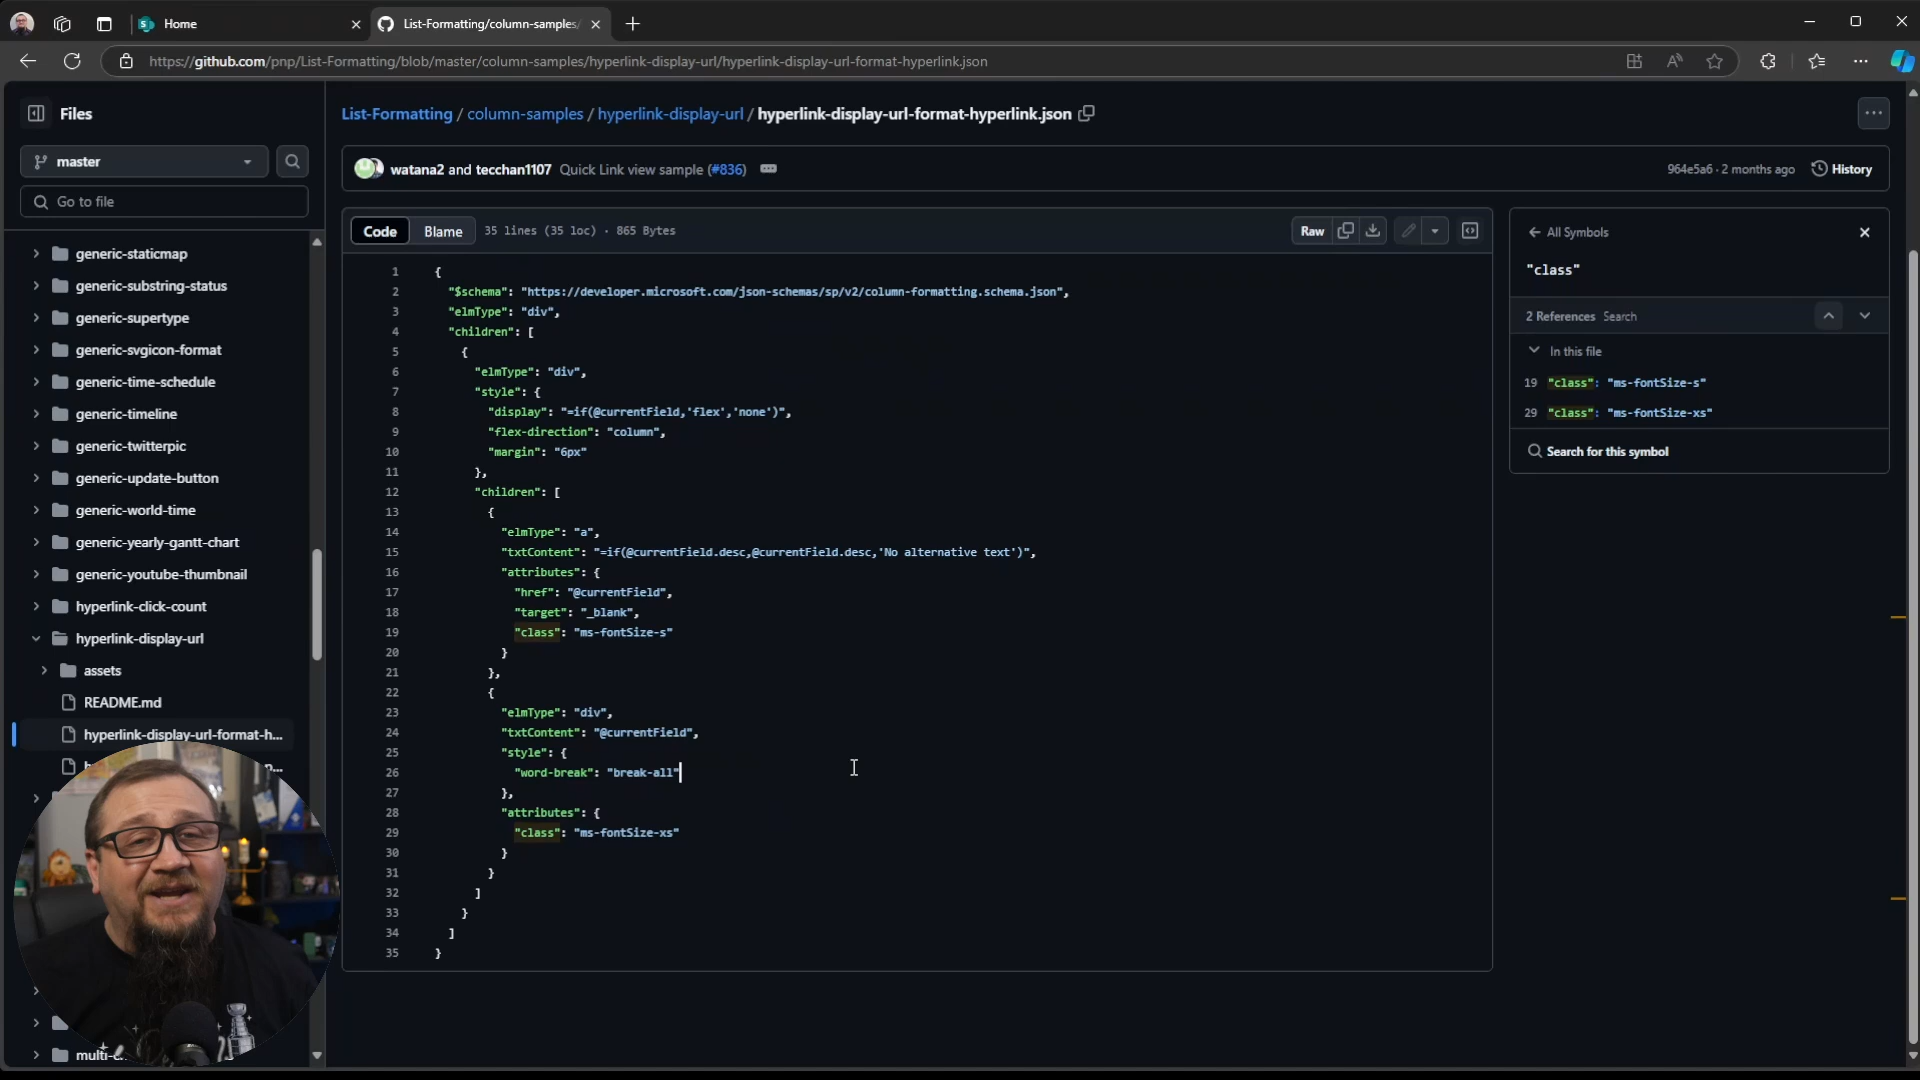 Home
List-Formatting/column-samples/
https://github.com/pnp/List-Formatting/blob/master/column-samples/hyperlink-display-url/hyperlink-display-url-format-hyperlink.json
Files
master
Go to file
generic-staticmap
generic-substring-status
generic-supertype
generic-svgicon-format
generic-time-schedule
generic-timeline
generic-twitterpic
generic-update-button
generic-world-time
generic-yearly-gantt-chart
generic-youtube-thumbnail
hyperlink-click-count
hyperlink-display-url
assets
README.md
hyperlink-display-url-format-h...
List-Formatting / column-samples / hyperlink-display-url / hyperlink-display-url-format-hyperlink.json
watana2 and tecchan1107 Quick Link view sample (#836)
964e5a6 · 2 months ago
History
Code
Blame
35 lines (35 loc) · 865 Bytes
Raw
1 {
2 "$schema": "https://developer.microsoft.com/json-schemas/sp/v2/column-formatting.schema.json",
3 "elmType": "div",
4 "children": [
5 {
6 "elmType": "div",
7 "style": {
8 "display": "=if(@currentField,'flex','none')",
9 "flex-direction": "column",
10 "margin": "6px"
11 },
12 "children": [
13 {
14 "elmType": "a",
15 "txtContent": "=if(@currentField.desc,@currentField.desc,'No alternative text')",
16 "attributes": {
17 "href": "@currentField",
18 "target": "_blank",
19 "class": "ms-fontSize-s"
20 }
21 },
22 {
23 "elmType": "div",
24 "txtContent": "@currentField",
25 "style": {
26 "word-break": "break-all"
27 },
28 "attributes": {
29 "class": "ms-fontSize-xs"
30 }
31 }
32 ]
33 }
34 ]
35 }
All Symbols
"class"
2 References Search
In this file
19 "class": "ms-fontSize-s"
29 "class": "ms-fontSize-xs"
Search for this symbol